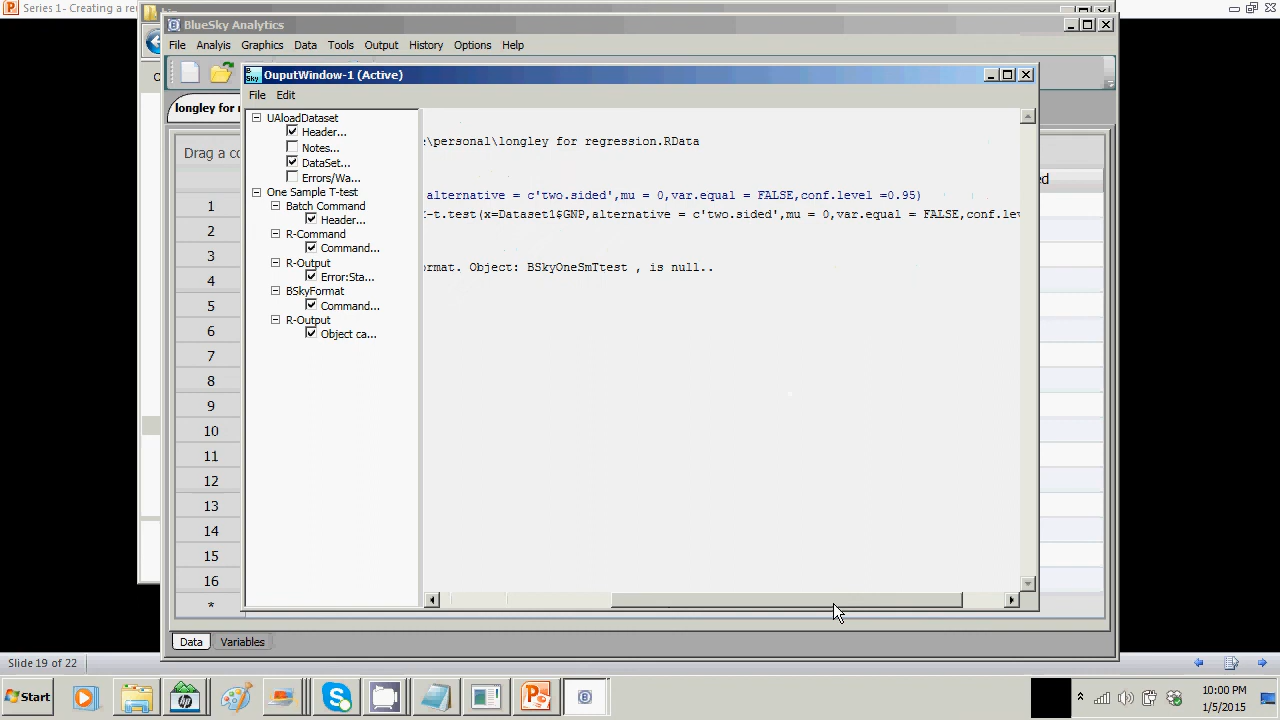 Series 1- Creating a re
BlueSky Analytics
File Analyis Graphics Data Tools Output History Options Help
OuputWindow-1 (Active)
longley for r
File Edit
UAloadDataset
Header...
Notes...
DataSet...
Errors/Wa...
One Sample T-test
Batch Command
Header...
R-Command
Command...
R-Output
Error:Sta...
BSkyFormat
Command...
R-Output
Object ca...
\personal\longley for regression.RData
alternative = c'two.sided',mu = 0,var.equal = FALSE,conf.level =0.95)
-t.test(x=Dataset1$GNP,alternative = c'two.sided',mu = 0,var.equal = FALSE,conf.lev
ormat. Object: BSkyOneSmTtest , is null..
Drag a co
ed
1
2
3
4
5
6
7
8
9
10
11
12
13
14
15
16
*
Data Variables
Slide 19 of 22
Start
10:00 PM
1/5/2015